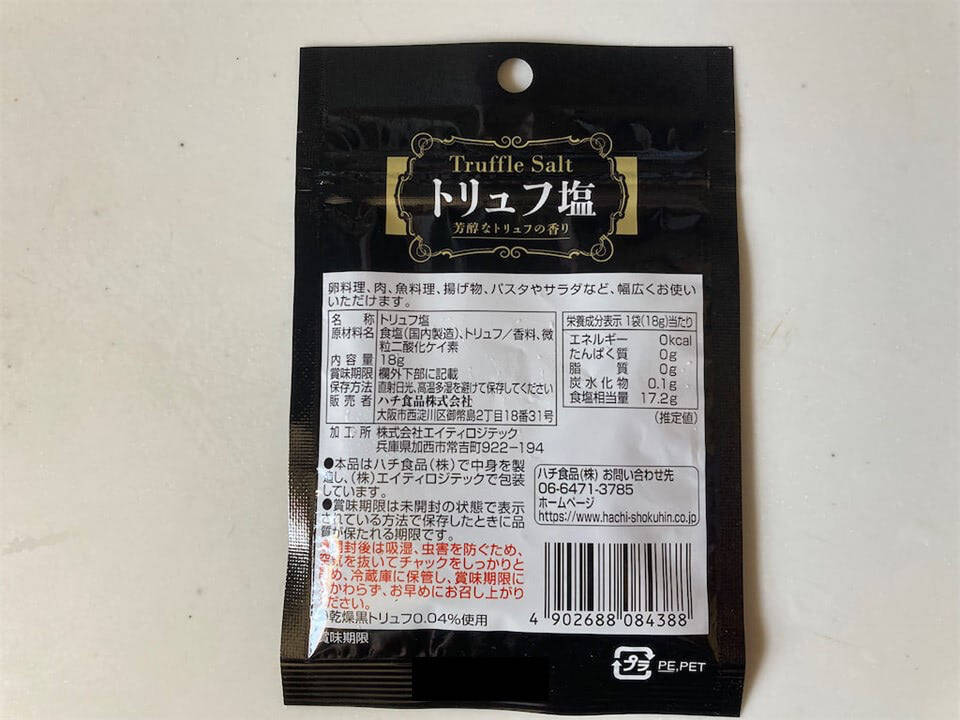 Truffle Salt
トリュフ塩
芳醇なトリュフの香り
卵料理、肉、魚料理、揚げ物、パスタやサラダなど、幅広くお使い
いただけます。
名 称 トリュフ塩
原材料名 食塩(国内製造)、トリュフ/香料、微
粒二酸化ケイ素
内容量 18g
賞味期限 欄外下部に記載
保存方法 直射日光、高温多湿を避けて保存してください
販売者 ハチ食品株式会社
大阪市西淀川区御幣島2丁目18番31号
栄養成分表示 1袋(18g)当たり
エネルギー 0kcal
たんぱく質 0g
脂質 0g
炭水化物 0.1g
食塩相当量 17.2g
(推定値)
加工所 株式会社エイティロジテック
兵庫県加西市常吉町922-194
●本品はハチ食品(株)で中身を製
造し、(株)エイティロジテックで包装
しています。
●賞味期限は未開封の状態で表示
されている方法で保存したときに品
質が保たれる期限です。
開封後は吸湿、虫害を防ぐため、
空気を抜いてチャックをしっかりと
め、冷蔵庫に保管し、賞味期限に
かわらず、お早めにお召し上がり
ください。
乾燥黒トリュフ0.04%使用
賞味期限
ハチ食品(株) お問い合わせ先
06-6471-3785
ホームページ
https://www.hachi-shokuhin.co.jp
4 902688 084388
プラ PE,PET